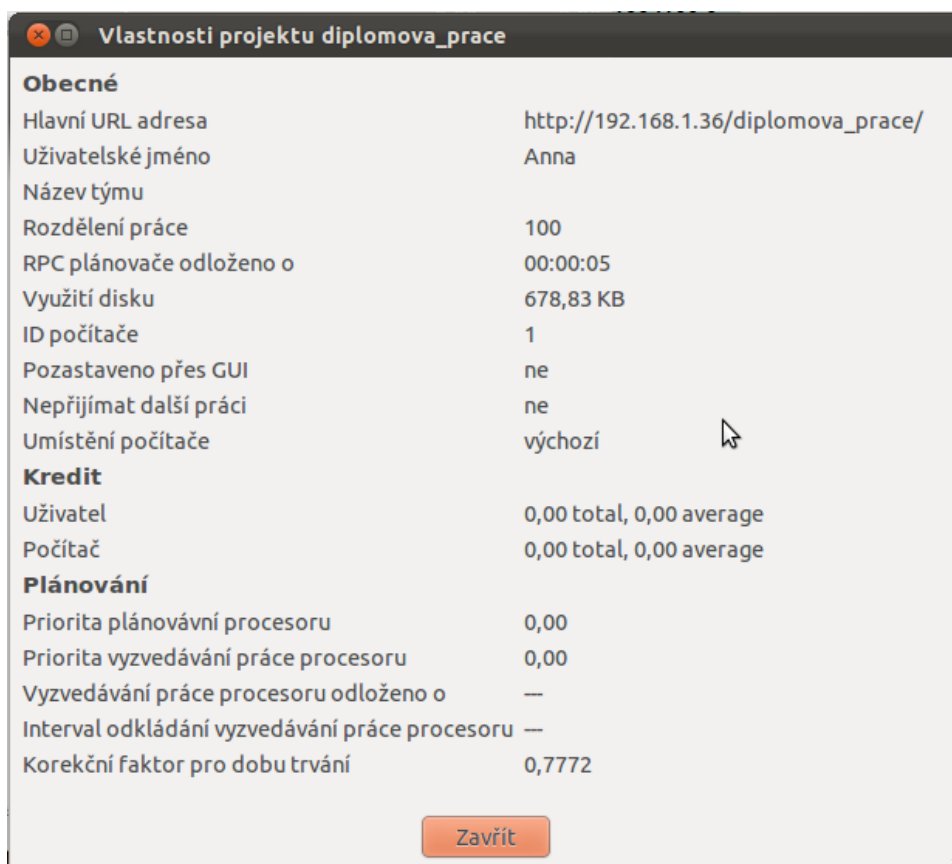 Vlastnosti projektu diplomova_prace
Obecné
Hlavní URL adresa http://192.168.1.36/diplomova_prace/
Uživatelské jméno Anna
Název týmu
Rozdělení práce 100
RPC plánovače odloženo o 00:00:05
Využití disku 678,83 KB
ID počítače 1
Pozastaveno přes GUI ne
Nepřijímat další práci ne
Umístění počítače výchozí
Kredit
Uživatel 0,00 total, 0,00 average
Počítač 0,00 total, 0,00 average
Plánování
Priorita plánovávní procesoru 0,00
Priorita vyzvedávání práce procesoru 0,00
Vyzvedávání práce procesoru odloženo o ---
Interval odkládání vyzvedávání práce procesoru ---
Korekční faktor pro dobu trvání 0,7772
Zavřít